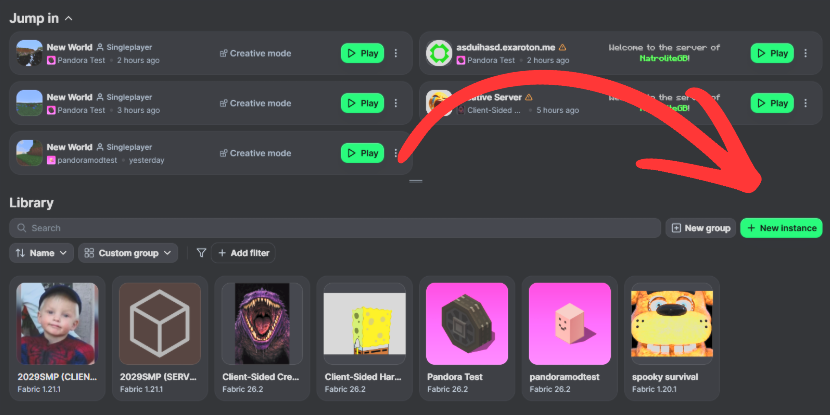 Jump in
New World Singleplayer
Pandora Test • 2 hours ago
Creative mode
Play
asduihasd.exaroton.me
Pandora Test • 2 hours ago
Welcome to the server of
MatroliteGB!
Play
New World Singleplayer
Pandora Test • 3 hours ago
Creative mode
Play
Server
Client-Sided ... • 5 hours ago
Welcome to the server of
Play
New World Singleplayer
pandoramodtest • yesterday
Creative mode
Play
Library
Search
New group
+ New instance
Name
Custom group
+ Add filter
2029SMP (CLIEN...
Fabric 1.21.1
2029SMP (SERV...
Fabric 1.21.1
Client-Sided Cre...
Fabric 26.2
Client-Sided Har...
Fabric 26.2
Pandora Test
Fabric 26.2
pandoramodtest
Fabric 26.2
spooky survival
Fabric 1.20.1